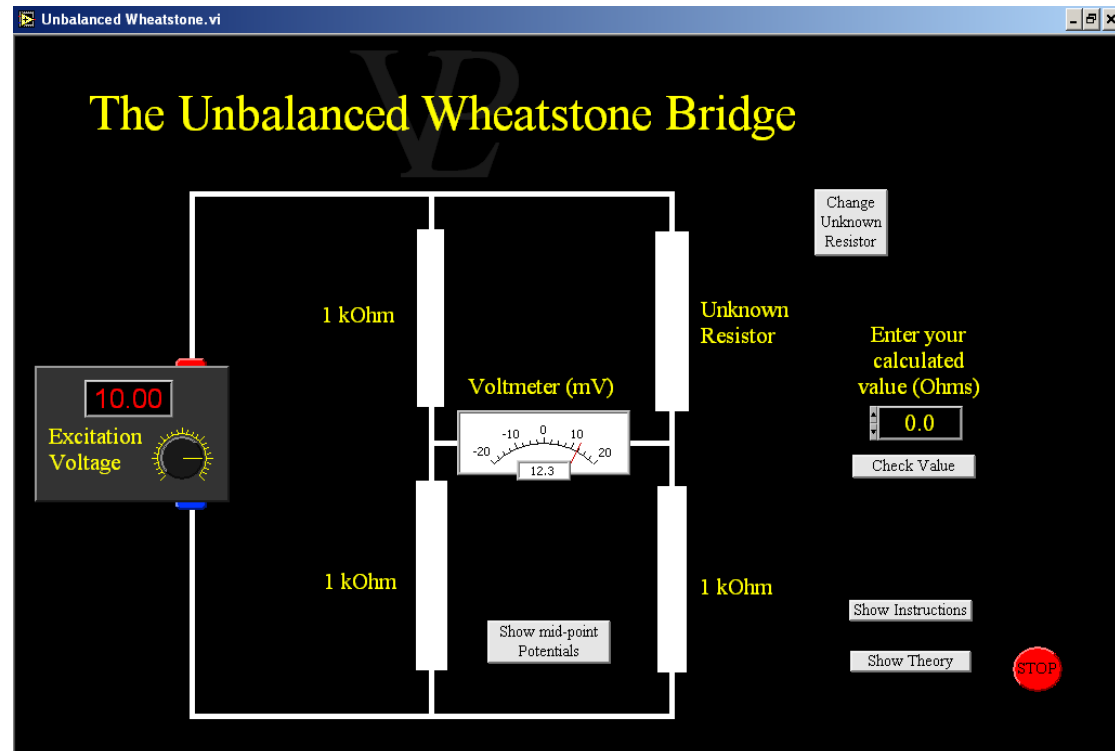 Unbalanced Wheatstone.vi
VPL
The Unbalanced Wheatstone Bridge
Change
Unknown
Resistor
1 kOhm
Unknown
Resistor
Enter your
calculated
value (Ohms)
0.0
Check Value
10.00
Excitation
Voltage
Voltmeter (mV)
-20 -10 0 10 20
12.3
1 kOhm
1 kOhm
Show mid-point
Potentials
Show Instructions
Show Theory
STOP